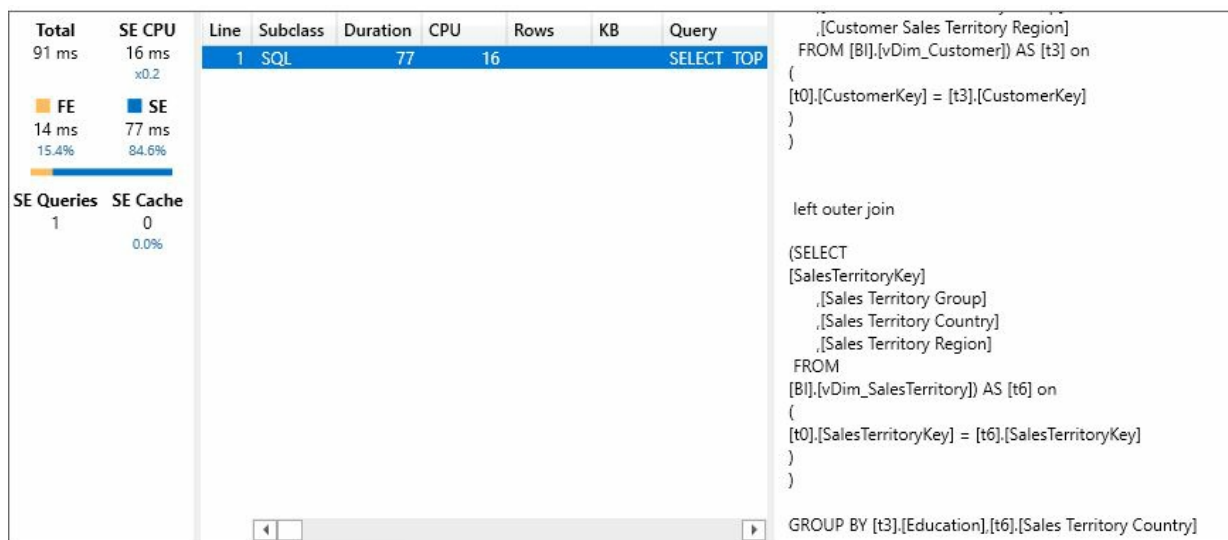 Total SE CPU
91 ms 16 ms
x0.2
FE SE
14 ms 77 ms
15.4% 84.6%
SE Queries SE Cache
1 0
0.0%
Line Subclass Duration CPU Rows KB Query
1 SQL 77 16 SELECT TOP
,[Customer Sales Territory Region]
FROM [BI].[vDim_Customer]) AS [t3] on
(
[t0].[CustomerKey] = [t3].[CustomerKey]
)
)
left outer join
(SELECT
[SalesTerritoryKey]
,[Sales Territory Group]
,[Sales Territory Country]
,[Sales Territory Region]
FROM
[BI].[vDim_SalesTerritory]) AS [t6] on
(
[t0].[SalesTerritoryKey] = [t6].[SalesTerritoryKey]
)
)
GROUP BY [t3].[Education],[t6].[Sales Territory Country]